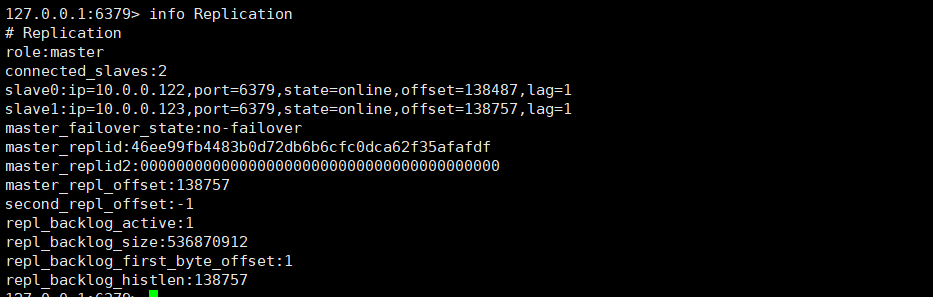 127.0.0.1:6379> info Replication
# Replication
role:master
connected_slaves:2
slave0:ip=10.0.0.122,port=6379,state=online,offset=138487,lag=1
slave1:ip=10.0.0.123,port=6379,state=online,offset=138757,lag=1
master_failover_state:no-failover
master_replid:46ee99fb4483b0d72db6b6cfc0dca62f35afafdf
master_replid2:0000000000000000000000000000000000000000
master_repl_offset:138757
second_repl_offset:-1
repl_backlog_active:1
repl_backlog_size:536870912
repl_backlog_first_byte_offset:1
repl_backlog_histlen:138757
127.0.0.1:6379>